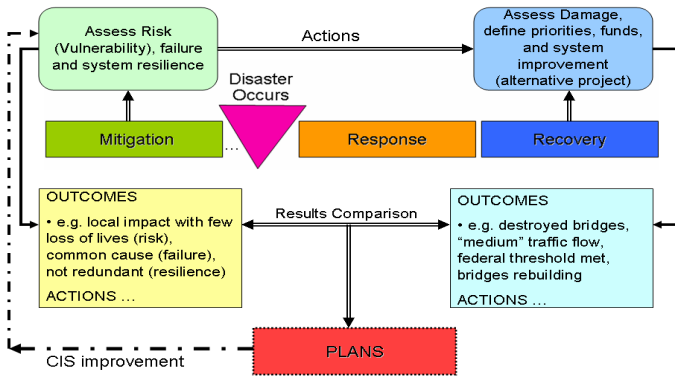 Assess Risk
(Vulnerability), failure
and system resilience
Actions
Assess Damage,
define priorities, funds,
and system
improvement
(alternative project)
Disaster
Occurs
Mitigation
...
Response
Recovery
OUTCOMES
• e.g. local impact with few
loss of lives (risk),
common cause (failure),
not redundant (resilience)
ACTIONS ...
Results Comparison
OUTCOMES
• e.g. destroyed bridges,
“medium” traffic flow,
federal threshold met,
bridges rebuilding
ACTIONS ...
PLANS
CIS improvement